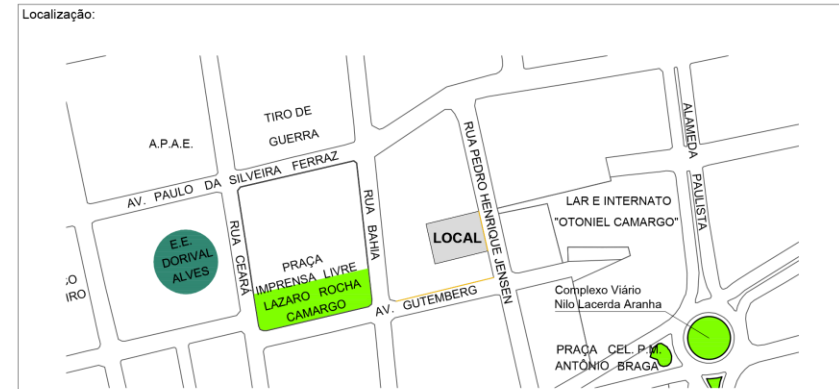 Localização:
TIRO DE
GUERRA
A.P.A.E.
AV. PAULO DA SILVEIRA FERRAZ
RUA PEDRO HENRIQUE JENSEN
ALAMEDA PAULISTA
RUA CEARÁ
RUA BAHIA
LAR E INTERNATO
"OTONIEL CAMARGO"
LOCAL
E.E.
DORIVAL
ALVES
PRAÇA
IMPRENSA LIVRE
LAZARO ROCHA
CAMARGO
AV. GUTEMBERG
Complexo Viário
Nilo Lacerda Aranha
PRAÇA CEL. P.M.
ANTÔNIO BRAGA